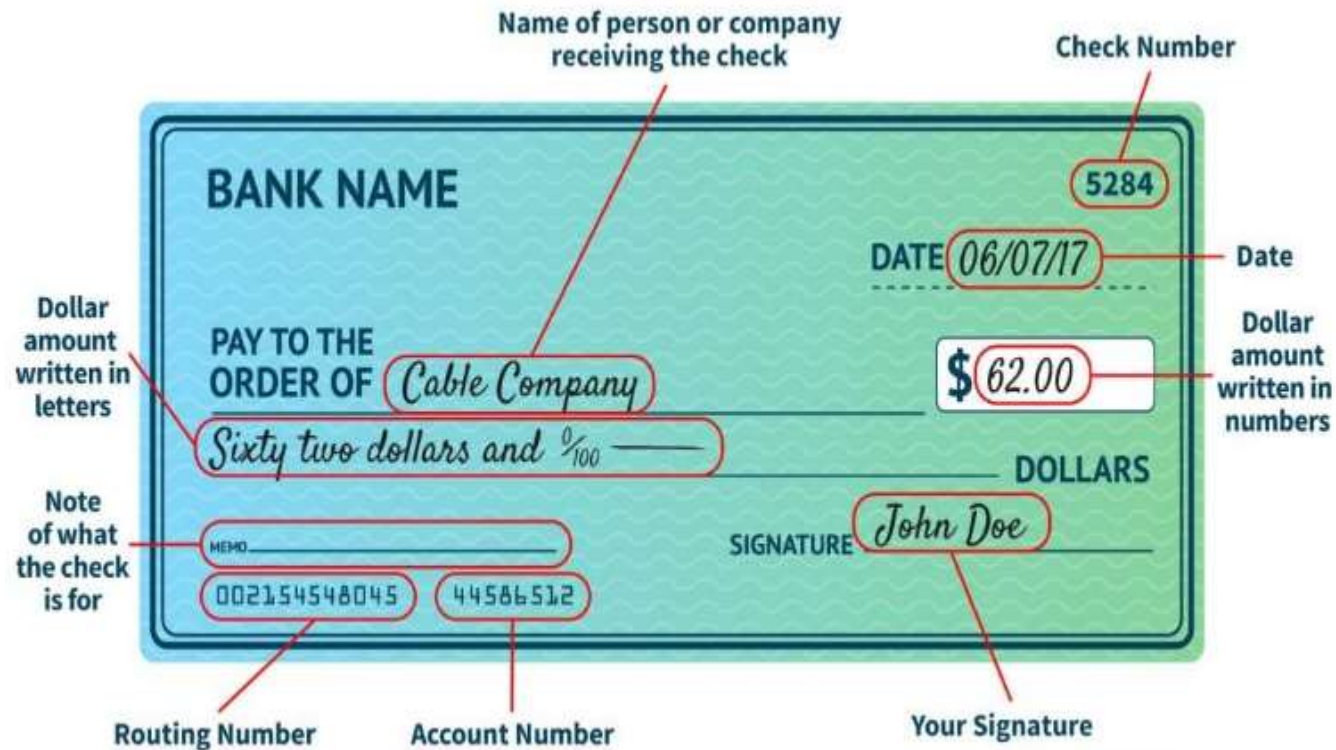 Name of person or company
receiving the check
Check Number
BANK NAME
5284
DATE 06/07/17
Date
Dollar
amount
written in
letters
PAY TO THE
ORDER OF Cable Company
$ 62.00
Dollar
amount
written in
numbers
Sixty two dollars and 0/100
DOLLARS
Note
of what
the check
is for
MEMO
SIGNATURE John Doe
002154548045 44586512
Routing Number
Account Number
Your Signature